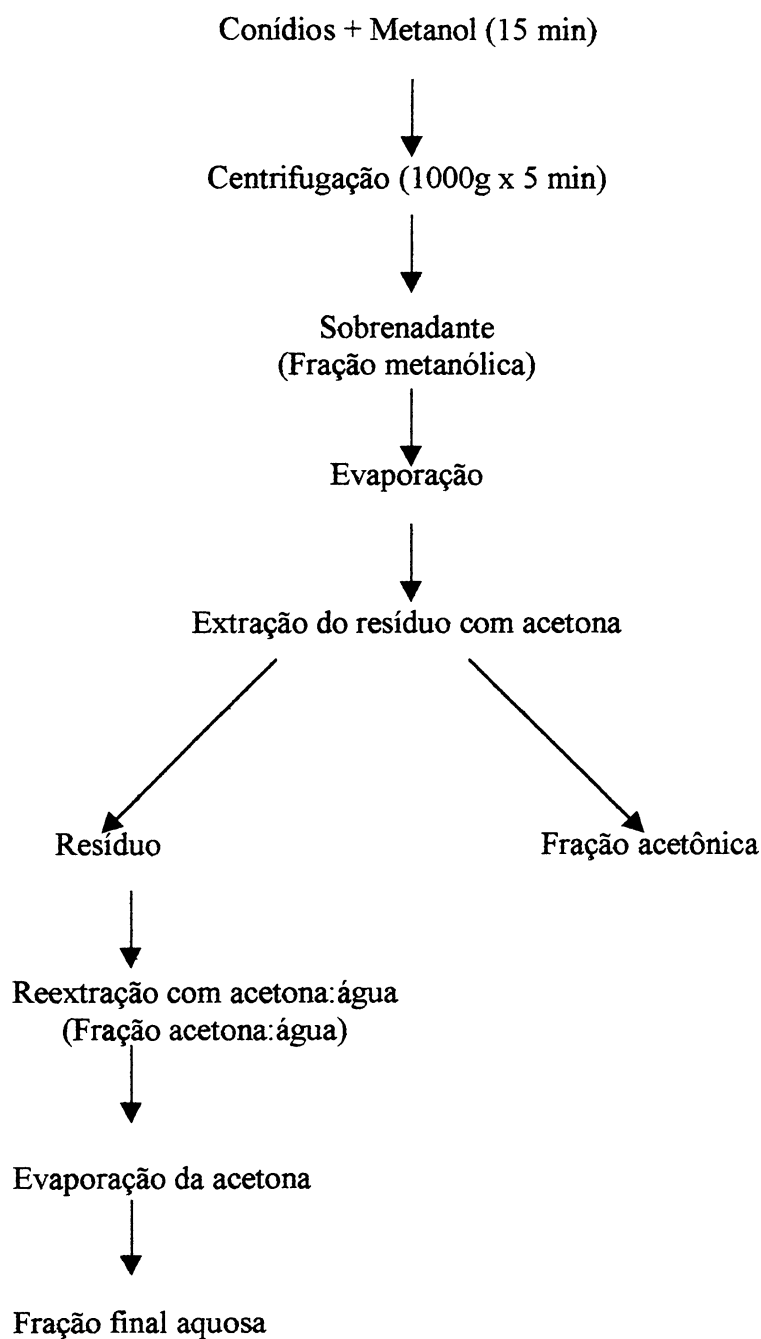 Conídios + Metanol (15 min)
Centrifugação (1000g x 5 min)
Sobrenadante
(Fração metanólica)
Evaporação
Extração do resíduo com acetona
Resíduo
Fração acetônica
Reextração com acetona:água
(Fração acetona:água)
Evaporação da acetona
Fração final aquosa